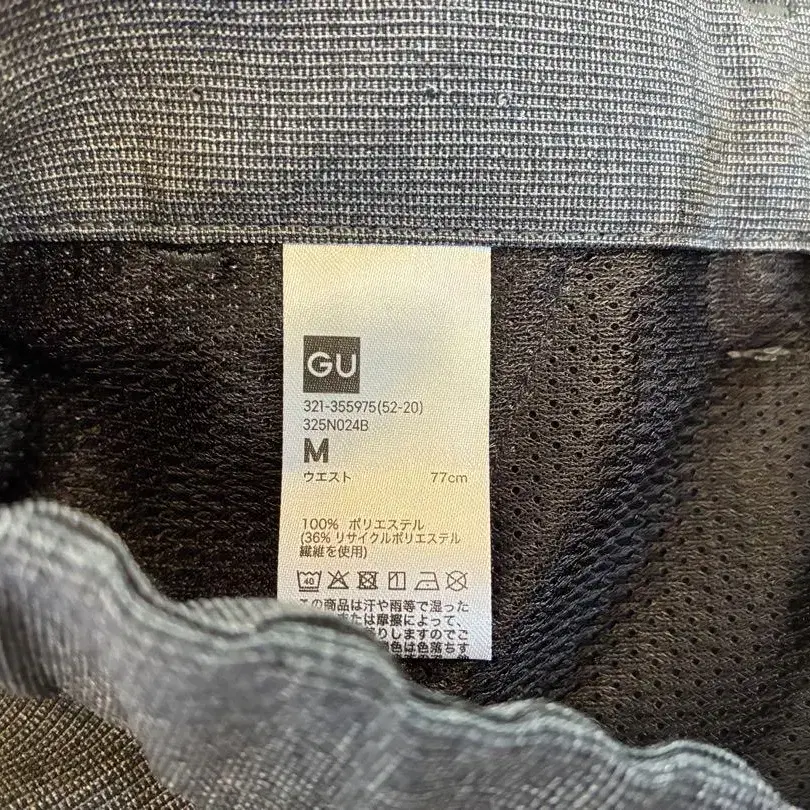 GU
321-355975(52-20)
325N024B
M
ウエスト 77cm
100% ポリエステル
(36% リサイクルポリエステル
繊維を使用)
40
この商品は汗や雨等で湿った
または摩擦によって、
りしますのでご
色は色落ちす